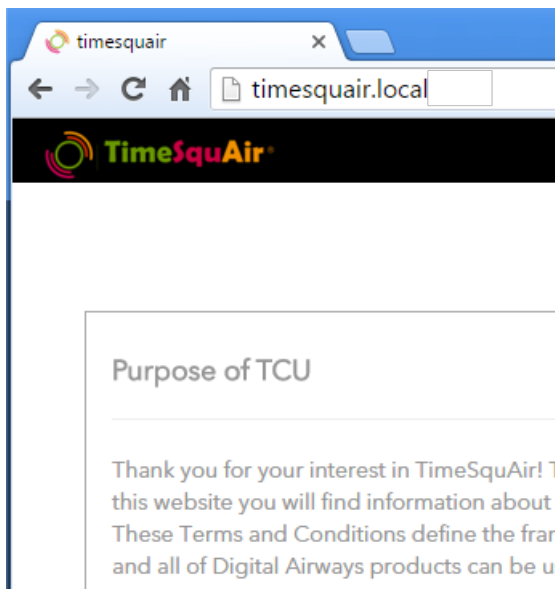 timesquair
timesquair.local
TimeSquAir
Purpose of TCU
Thank you for your interest in TimeSquAir!
this website you will find information about
These Terms and Conditions define the
and all of Digital Airways products can be